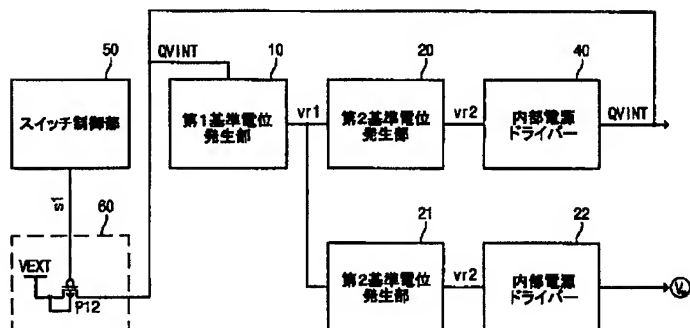 50
QVINT
10
20
40
スイッチ制御部
第1基準電位
発生部
vr1
第2基準電位
発生部
vr2
内部電源
ドライバー
QVINT
s1
60
VEXT
P12
21
22
第2基準電位
発生部
vr2
内部電源
ドライバー